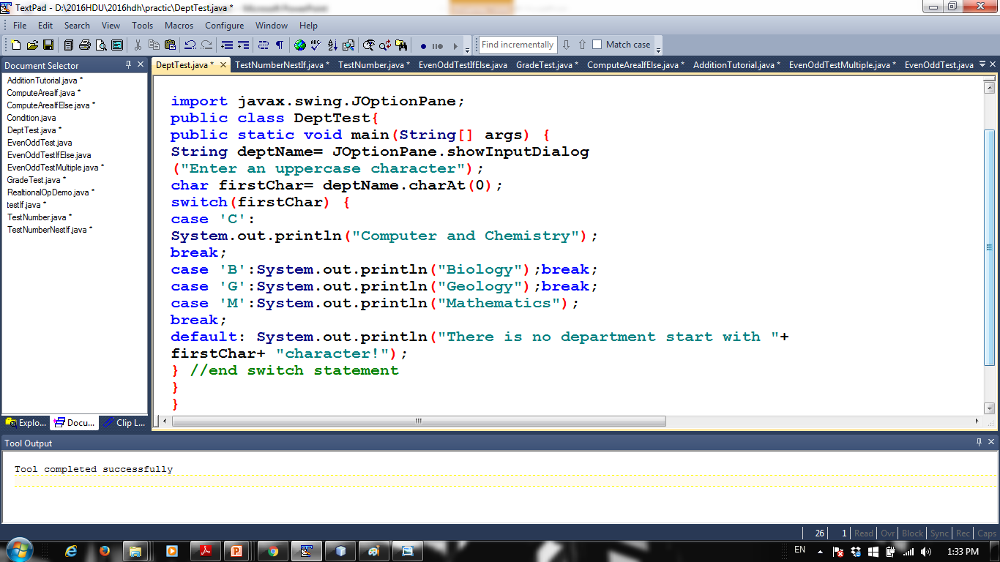 TextPad - D:\2016HDU\2016hdh\practic\DeptTest.java *
File Edit Search View Tools Macros Configure Window Help
Find incrementally Match case
Document Selector
AdditionTutorial.java *
ComputeAreaIf.java *
ComputeAreaIfElse.java *
Condition.java
DeptTest.java *
EvenOddTest.java
EvenOddTestIfElse.java
EvenOddTestMultiple.java *
GradeTest.java *
RealtionalOpDemo.java *
testIf.java *
TestNumber.java *
TestNumberNestIf.java *
Explo... Docu... Clip L...
DeptTest.java * TestNumberNestIf.java * TestNumber.java * EvenOddTestIfElse.java GradeTest.java * ComputeAreaIfElse.java * AdditionTutorial.java * EvenOddTestMultiple.java * EvenOddTest.java
import javax.swing.JOptionPane;
public class DeptTest{
public static void main(String[] args) {
String deptName= JOptionPane.showInputDialog
("Enter an uppercase character");
char firstChar= deptName.charAt(0);
switch(firstChar) {
case 'C':
System.out.println("Computer and Chemistry");
break;
case 'B':System.out.println("Biology");break;
case 'G':System.out.println("Geology");break;
case 'M':System.out.println("Mathematics");
break;
default: System.out.println("There is no department start with "+
firstChar+ "character!");
} //end switch statement
}
}
Tool Output
Tool completed successfully
26 1 Read Ovr Block Sync Rec Caps
EN 1:33 PM